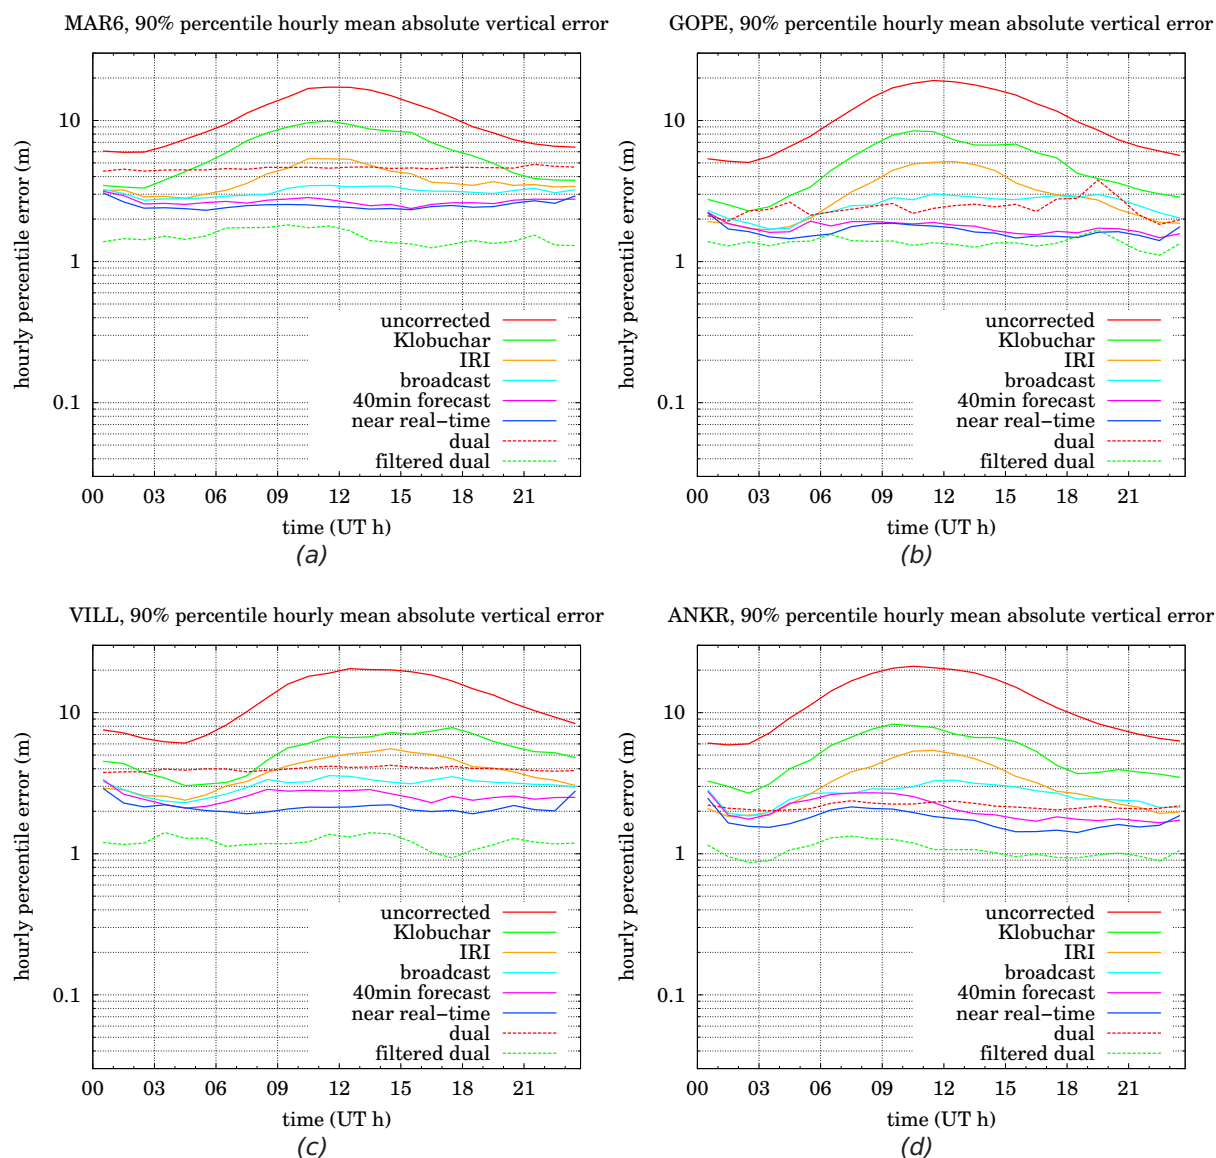 MAR6, 90% percentile hourly mean absolute vertical error
hourly percentile error (m)
10
1
0.1
uncorrected
Klobuchar
IRI
broadcast
40min forecast
near real−time
dual
filtered dual
00 03 06 09 12 15 18 21
time (UT h)
(a)
GOPE, 90% percentile hourly mean absolute vertical error
hourly percentile error (m)
10
1
0.1
uncorrected
Klobuchar
IRI
broadcast
40min forecast
near real−time
dual
filtered dual
00 03 06 09 12 15 18 21
time (UT h)
(b)
VILL, 90% percentile hourly mean absolute vertical error
hourly percentile error (m)
10
1
0.1
uncorrected
Klobuchar
IRI
broadcast
40min forecast
near real−time
dual
filtered dual
00 03 06 09 12 15 18 21
time (UT h)
(c)
ANKR, 90% percentile hourly mean absolute vertical error
hourly percentile error (m)
10
1
0.1
uncorrected
Klobuchar
IRI
broadcast
40min forecast
near real−time
dual
filtered dual
00 03 06 09 12 15 18 21
time (UT h)
(d)